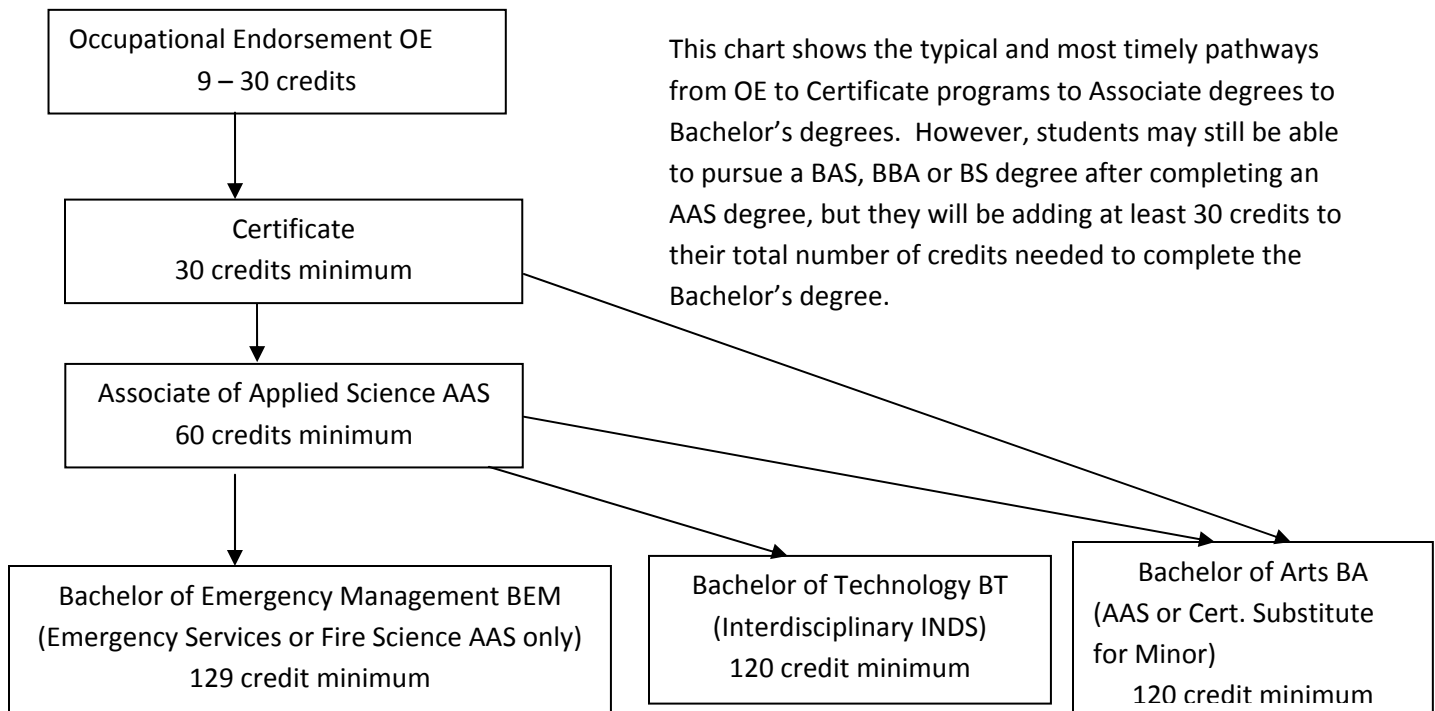 Occupational Endorsement OE
9 – 30 credits
This chart shows the typical and most timely pathways
from OE to Certificate programs to Associate degrees to
Bachelor’s degrees.  However, students may still be able
to pursue a BAS, BBA or BS degree after completing an
AAS degree, but they will be adding at least 30 credits to
their total number of credits needed to complete the
Bachelor’s degree.
Certificate
30 credits minimum
Associate of Applied Science AAS
60 credits minimum
Bachelor of Emergency Management BEM
(Emergency Services or Fire Science AAS only)
129 credit minimum
Bachelor of Technology BT
(Interdisciplinary INDS)
120 credit minimum
Bachelor of Arts BA
(AAS or Cert. Substitute
for Minor)
120 credit minimum